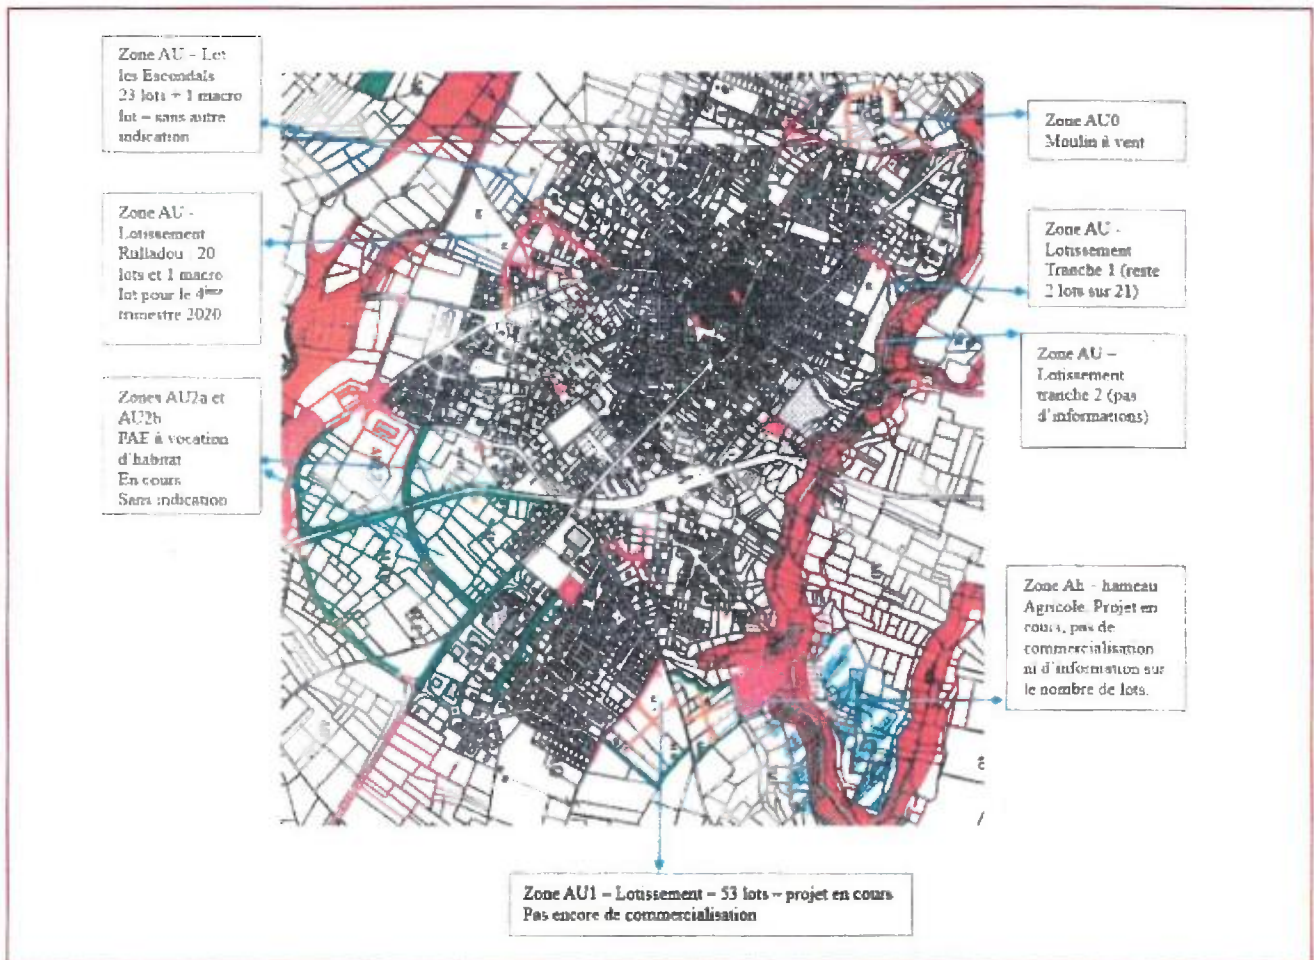 Zone AU – Lot
les Escondals
23 lots + 1 macro
lot – sans autre
indication
Zone AU -
Lotissement
Rulladou 20
lots et 1 macro
lot pour le 4ème
trimestre 2020
Zones AU2a et
AU2b
PAE à vocation
d'habitat
En cours
Sans indication
Zone AU0
Moulin à vent
Zone AU -
Lotissement
Tranche 1 (reste
2 lots sur 21)
Zone AU –
Lotissement
tranche 2 (pas
d'informations)
Zone Ah – hameau
Agricole. Projet en
cours, pas de
commercialisation
ni d'information sur
le nombre de lots.
Zone AU1 – Lotissement – 53 lots – projet en cours
Pas encore de commercialisation